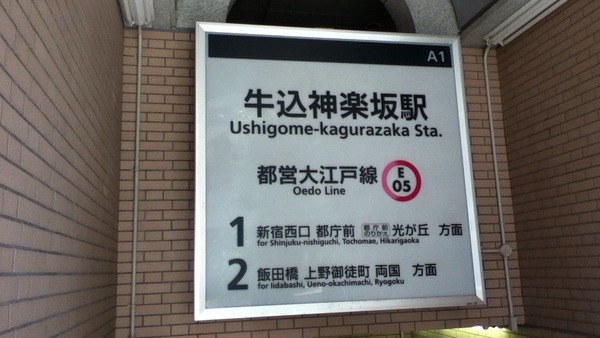 A1
牛込神楽坂駅
Ushigome-kagurazaka Sta.
都営大江戸線 E 05
Oedo Line
1 新宿西口 都庁前 都庁前のりかえ 光が丘 方面
for Shinjuku-nishiguchi, Tochomae, Hikarigaoka
2 飯田橋 上野御徒町 両国 方面
for Iidabashi, Ueno-okachimachi, Ryogoku